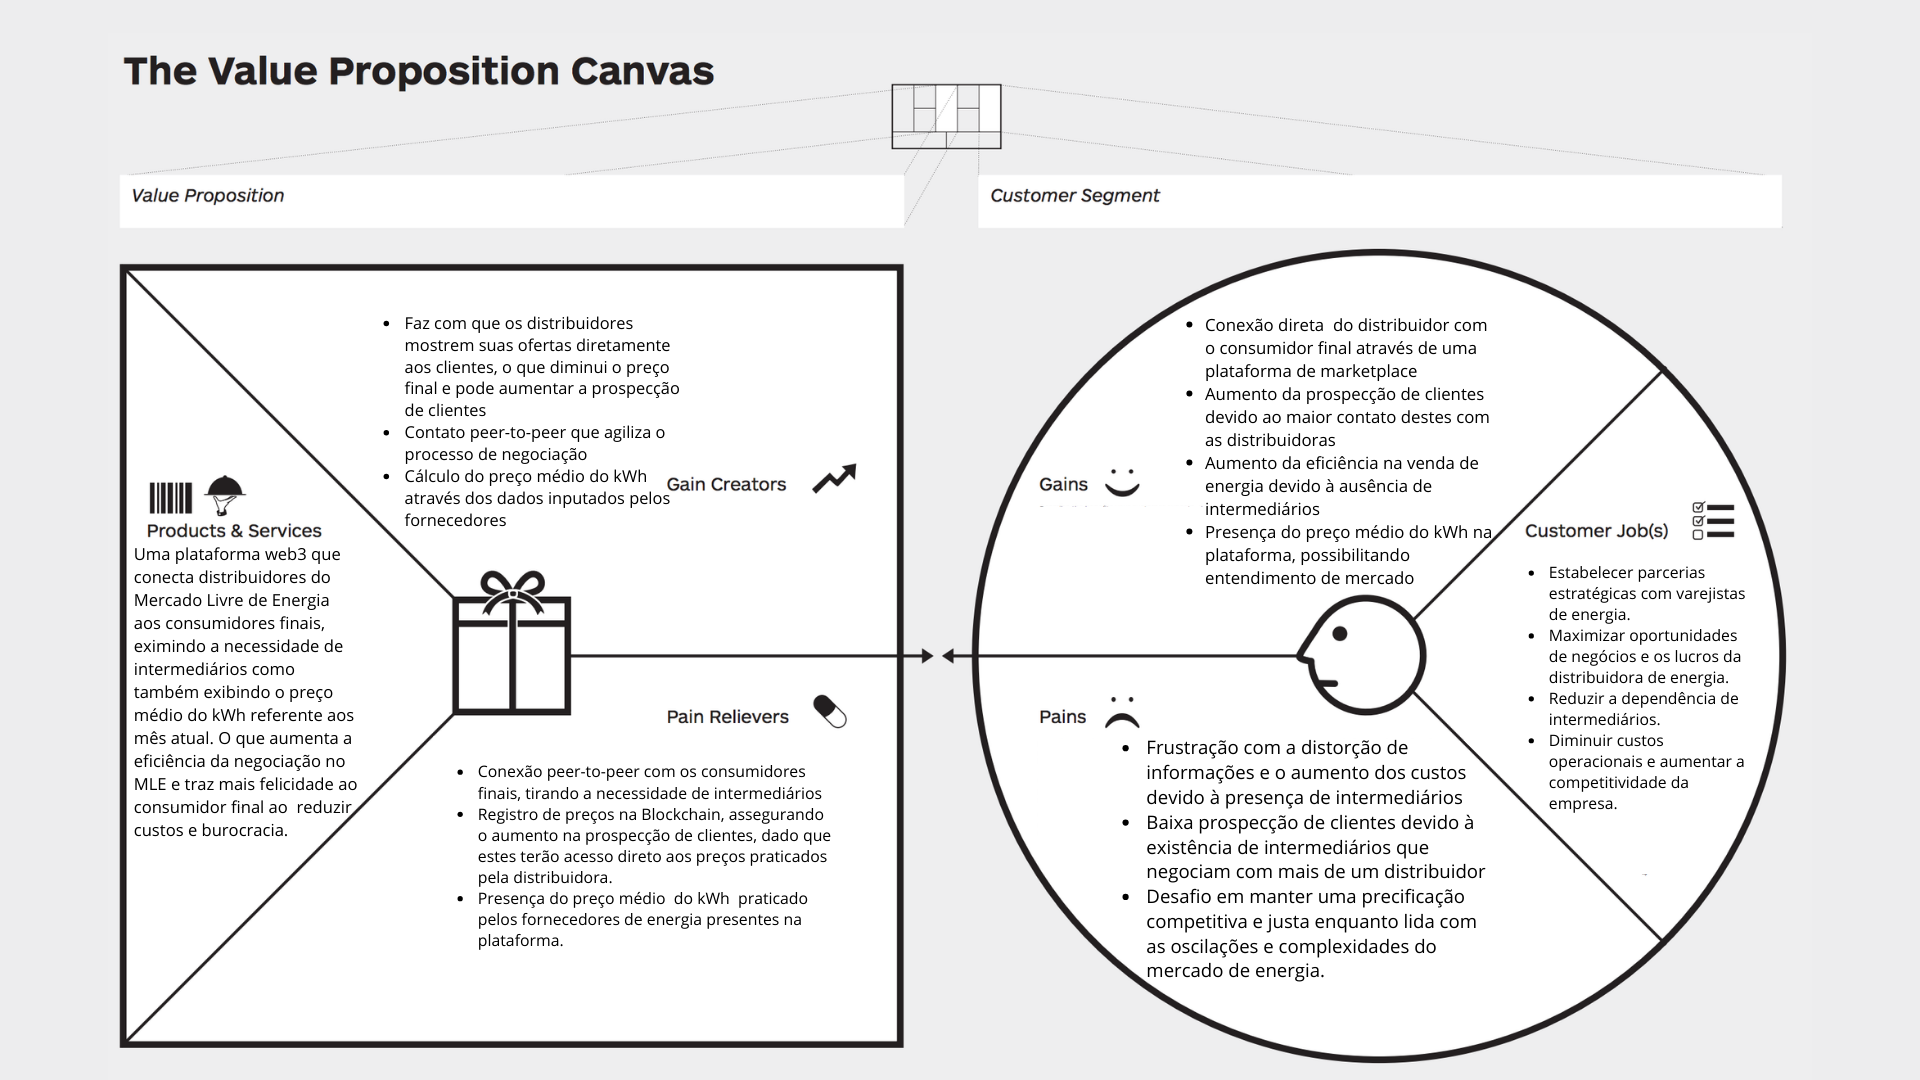 The Value Proposition Canvas
Value Proposition
Customer Segment
• Faz com que os distribuidores
mostrem suas ofertas diretamente
aos clientes, o que diminui o preço
final e pode aumentar a prospecção
de clientes
• Contato peer-to-peer que agiliza o
processo de negociação
• Cálculo do preço médio do kWh
através dos dados inputados pelos
fornecedores
Gain Creators
Products & Services
Uma plataforma web3 que
conecta distribuidores do
Mercado Livre de Energia
aos consumidores finais,
eximindo a necessidade de
intermediários como
também exibindo o preço
médio do kWh referente aos
mês atual. O que aumenta a
eficiência da negociação no
MLE e traz mais felicidade ao
consumidor final ao  reduzir
custos e burocracia.
Pain Relievers
• Conexão peer-to-peer com os consumidores
finais, tirando a necessidade de intermediários
• Registro de preços na Blockchain, assegurando
o aumento na prospecção de clientes, dado que
estes terão acesso direto aos preços praticados
pela distribuidora.
• Presença do preço médio  do kWh  praticado
pelos fornecedores de energia presentes na
plataforma.
• Conexão direta  do distribuidor com
o consumidor final através de uma
plataforma de marketplace
• Aumento da prospecção de clientes
devido ao maior contato destes com
as distribuidoras
• Aumento da eficiência na venda de
energia devido à ausência de
intermediários
• Presença do preço médio do kWh na
plataforma, possibilitando
entendimento de mercado
Gains
Pains
• Frustração com a distorção de
informações e o aumento dos custos
devido à presença de intermediários
• Baixa prospecção de clientes devido à
existência de intermediários que
negociam com mais de um distribuidor
• Desafio em manter uma precificação
competitiva e justa enquanto lida com
as oscilações e complexidades do
mercado de energia.
Customer Job(s)
• Estabelecer parcerias
estratégicas com varejistas
de energia.
• Maximizar oportunidades
de negócios e os lucros da
distribuidora de energia.
• Reduzir a dependência de
intermediários.
• Diminuir custos
operacionais e aumentar a
competitividade da
empresa.